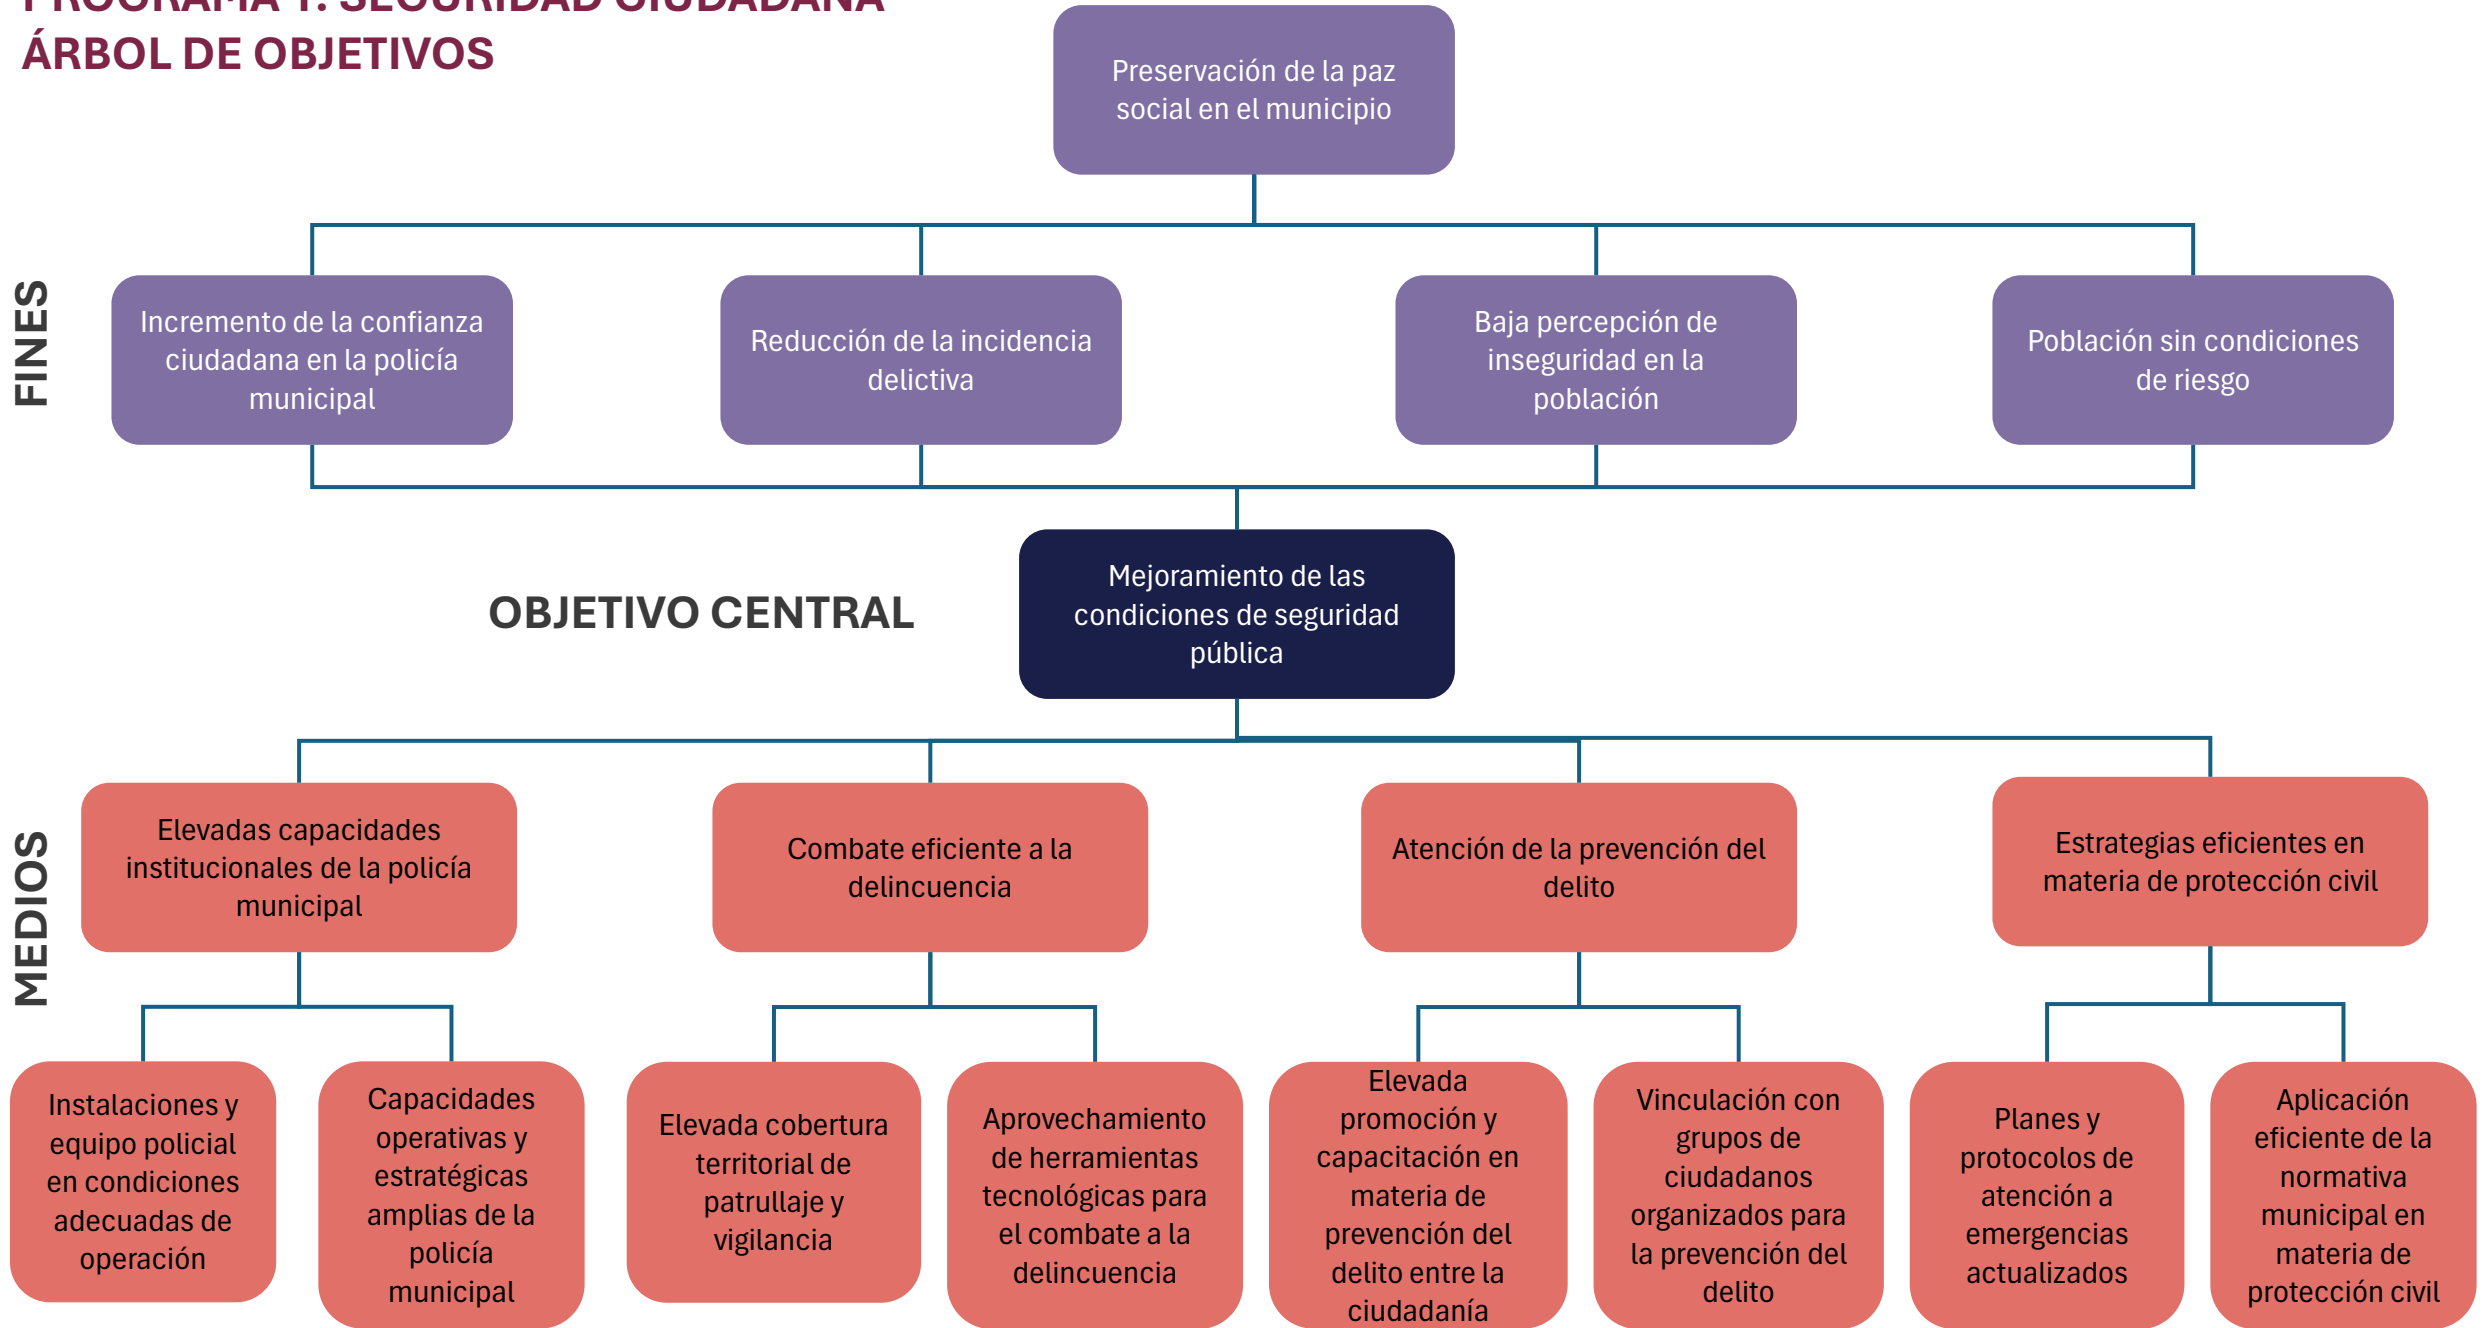 PROGRAMA 1: SEGURIDAD CIUDADANA
ÁRBOL DE OBJETIVOS
Preservación de la paz
social en el municipio
FINES
Incremento de la confianza
ciudadana en la policía
municipal
Reducción de la incidencia
delictiva
Baja percepción de
inseguridad en la
población
Población sin condiciones
de riesgo
OBJETIVO CENTRAL
Mejoramiento de las
condiciones de seguridad
pública
MEDIOS
Elevadas capacidades
institucionales de la policía
municipal
Combate eficiente a la
delincuencia
Atención de la prevención del
delito
Estrategias eficientes en
materia de protección civil
Instalaciones y
equipo policial
en condiciones
adecuadas de
operación
Capacidades
operativas y
estratégicas
amplias de la
policía
municipal
Elevada cobertura
territorial de
patrullaje y
vigilancia
Aprovechamiento
de herramientas
tecnológicas para
el combate a la
delincuencia
Elevada
promoción y
capacitación en
materia de
prevención del
delito entre la
ciudadanía
Vinculación con
grupos de
ciudadanos
organizados para
la prevención del
delito
Planes y
protocolos de
atención a
emergencias
actualizados
Aplicación
eficiente de la
normativa
municipal en
materia de
protección civil